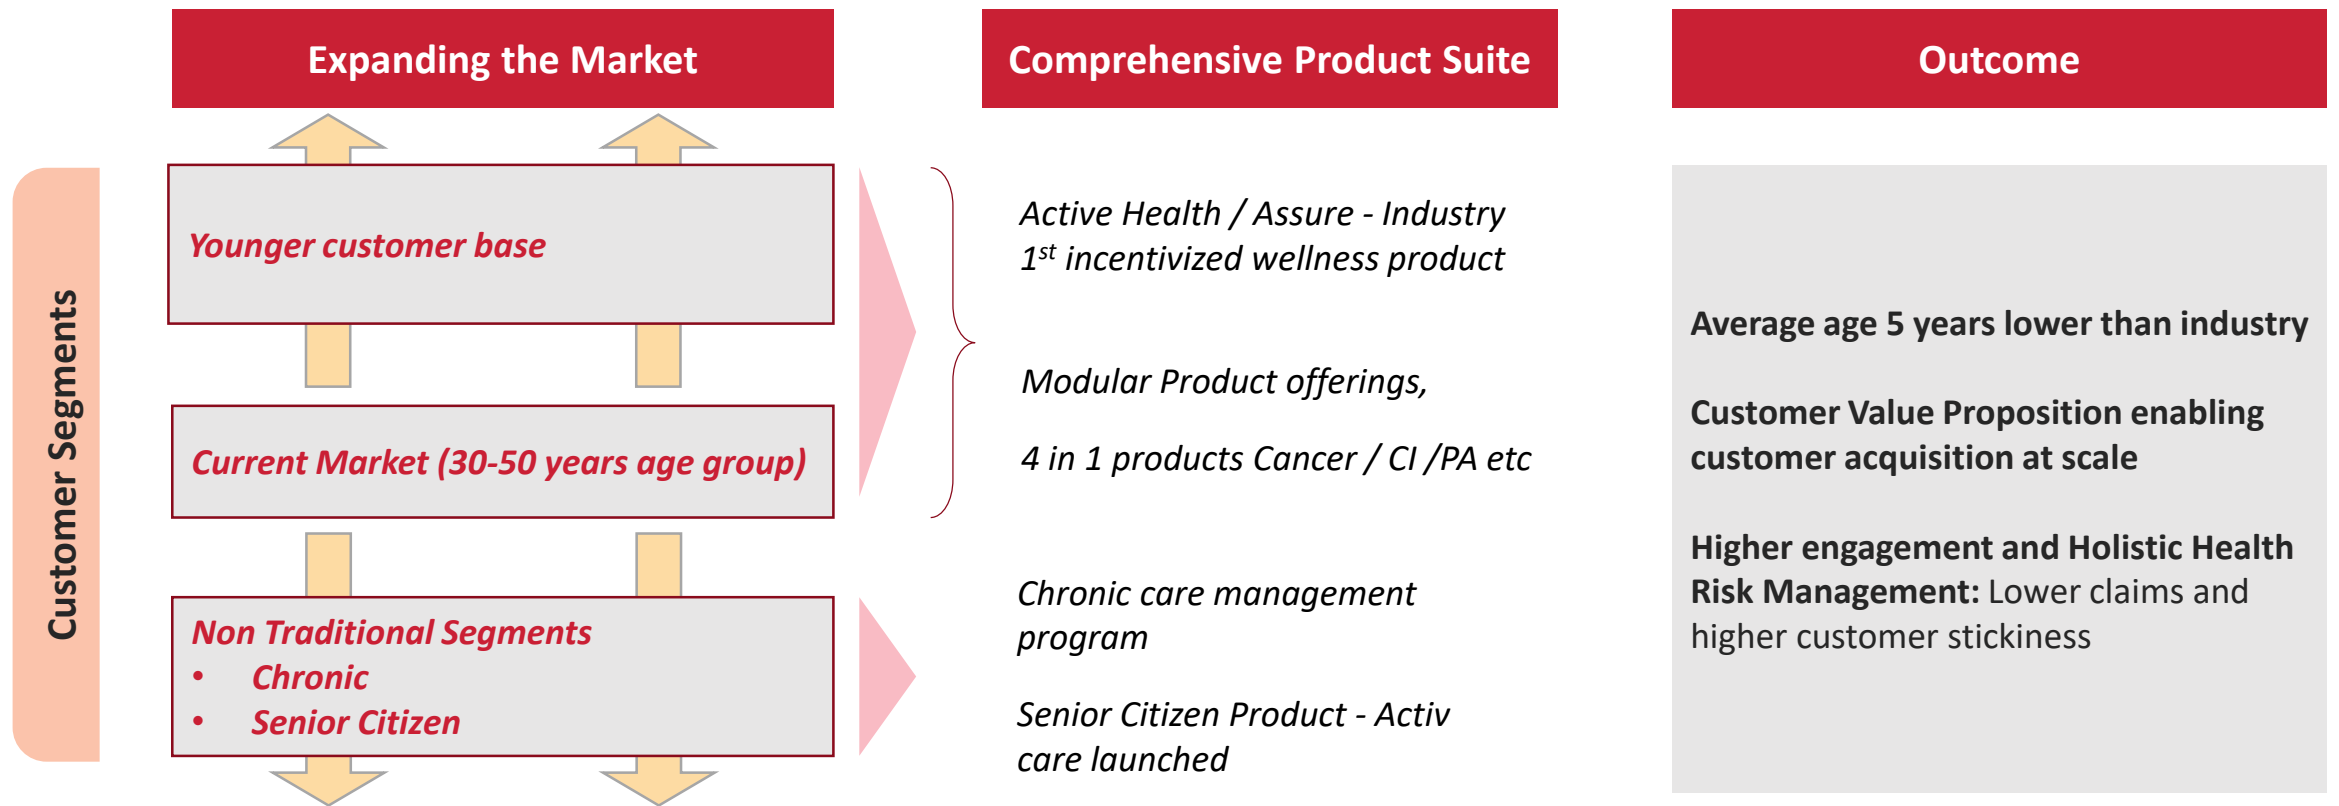 Expanding the Market
Comprehensive Product Suite
Outcome
Customer Segments
Younger customer base
Current Market (30-50 years age group)
Non Traditional Segments
• Chronic
• Senior Citizen
Active Health / Assure - Industry
1st incentivized wellness product
Modular Product offerings,
4 in 1 products Cancer / CI /PA etc
Chronic care management
program
Senior Citizen Product - Activ
care launched
Average age 5 years lower than industry
Customer Value Proposition enabling
customer acquisition at scale
Higher engagement and Holistic Health
Risk Management: Lower claims and
higher customer stickiness